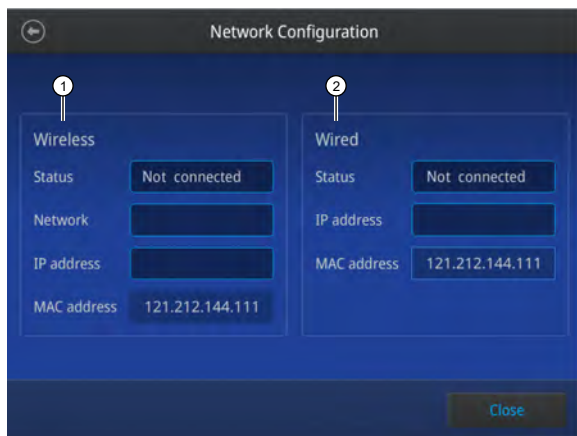 Network Configuration
1
2
Wireless
Status Not connected
Network
IP address
MAC address 121.212.144.111
Wired
Status Not connected
IP address
MAC address 121.212.144.111
Close